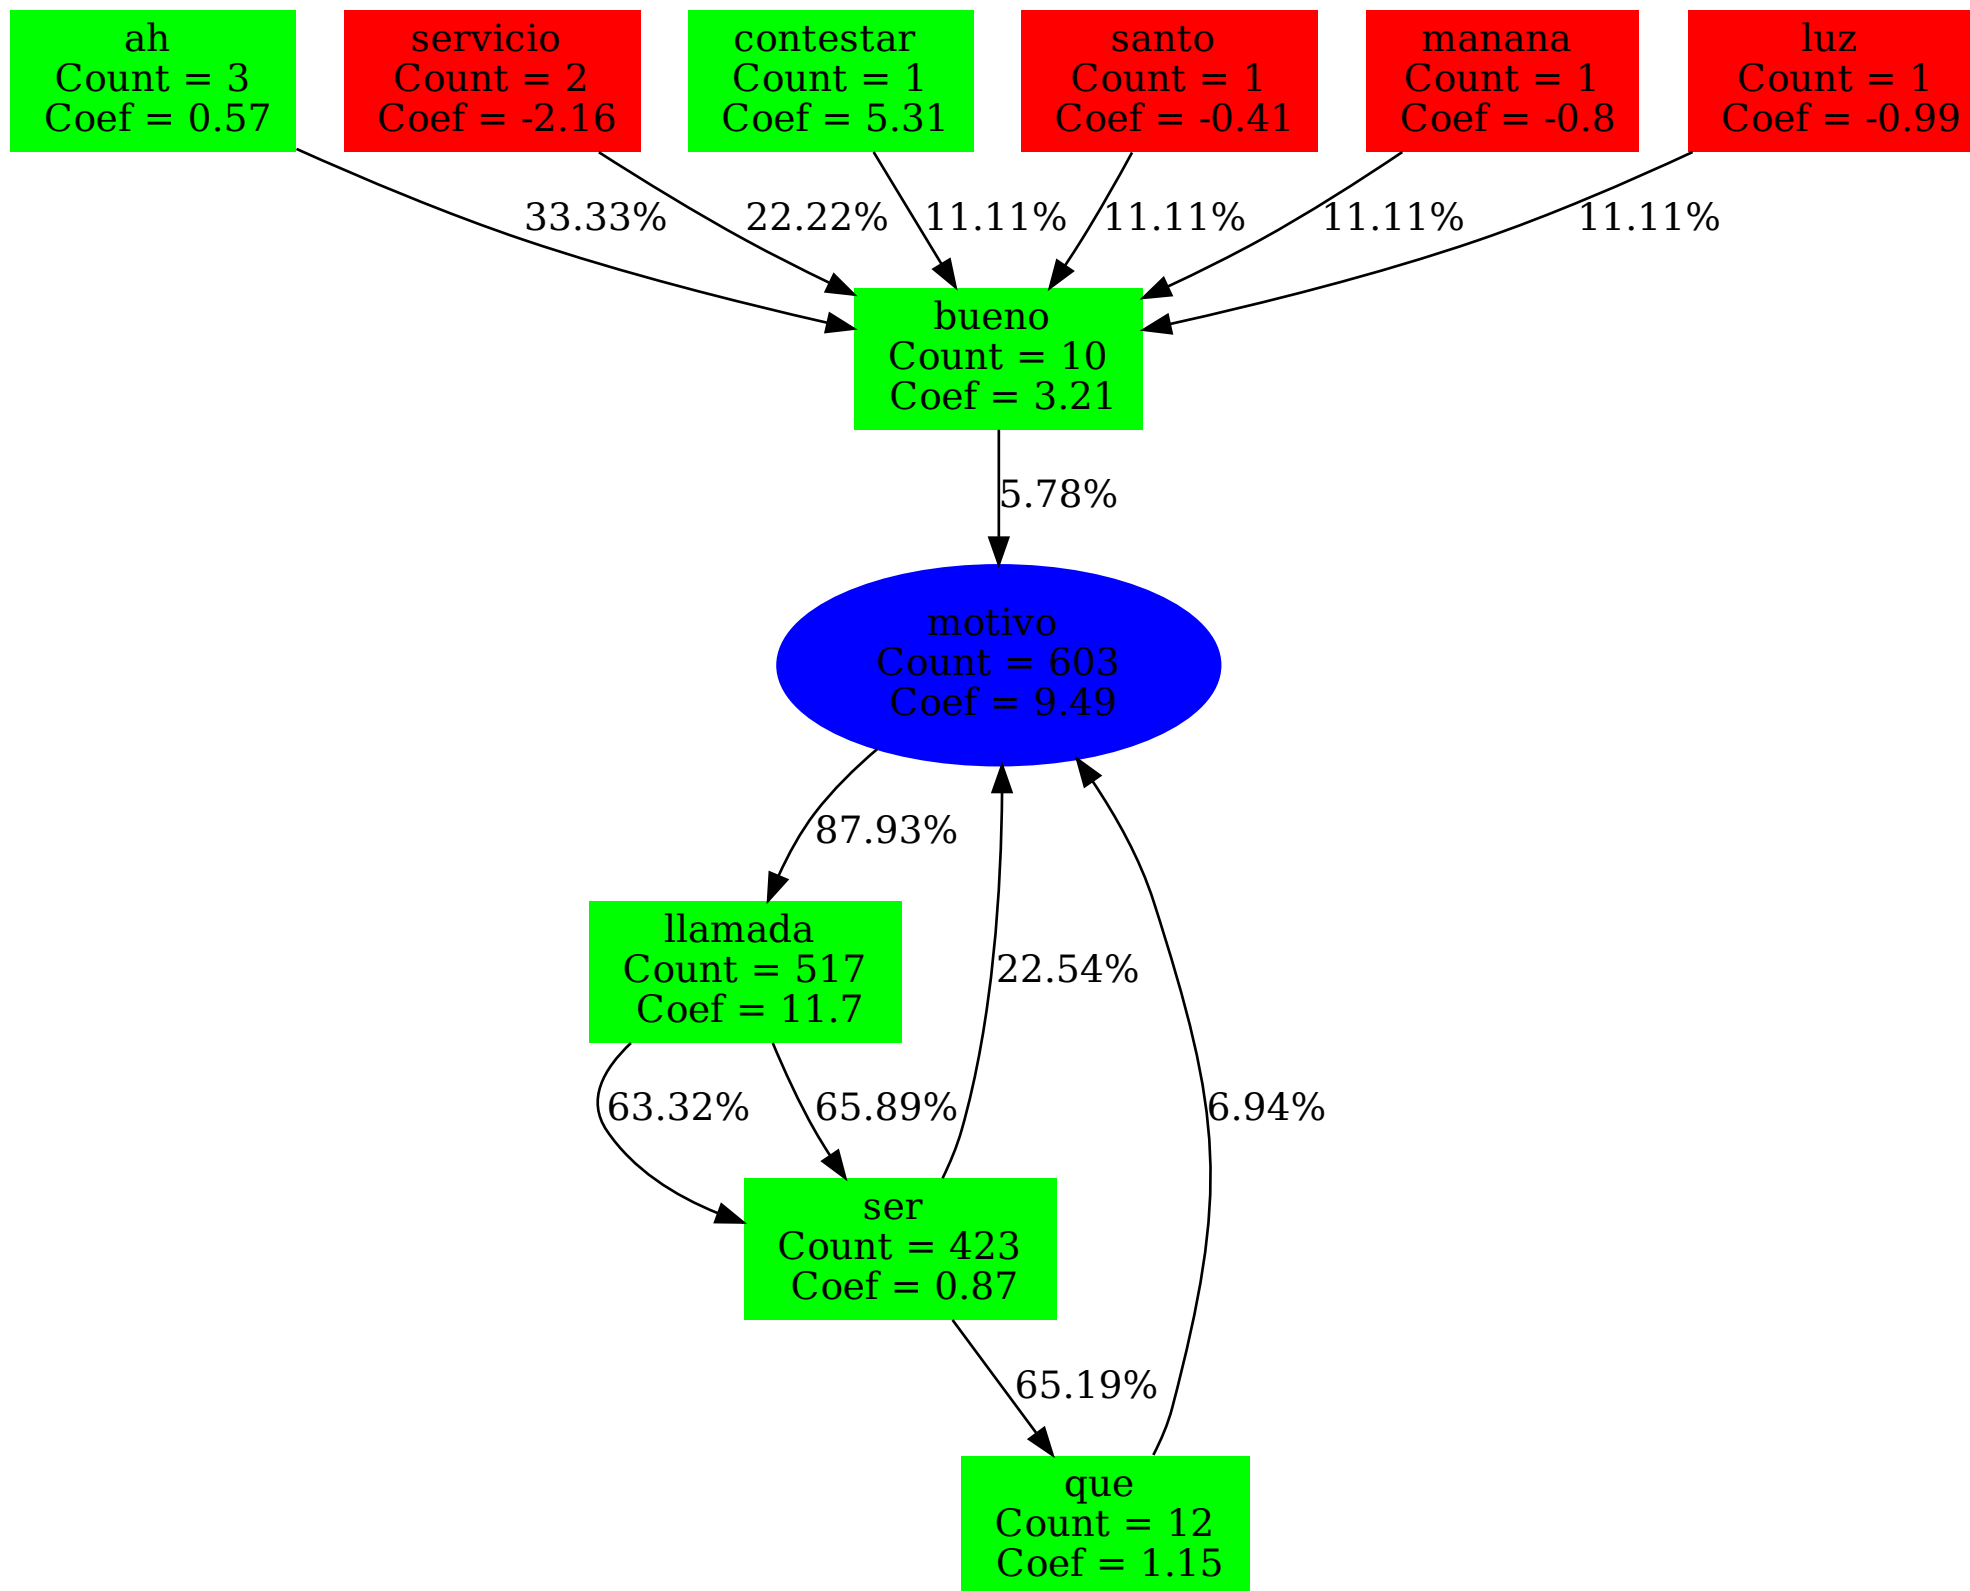 ah
Count = 3
Coef = 0.57
servicio
Count = 2
Coef = -2.16
contestar
Count = 1
Coef = 5.31
santo
Count = 1
Coef = -0.41
manana
Count = 1
Coef = -0.8
luz
Count = 1
Coef = -0.99
33.33%
22.22%
11.11%
11.11%
11.11%
11.11%
bueno
Count = 10
Coef = 3.21
5.78%
motivo
Count = 603
Coef = 9.49
87.93%
llamada
Count = 517
Coef = 11.7
22.54%
63.32%
65.89%
6.94%
ser
Count = 423
Coef = 0.87
65.19%
que
Count = 12
Coef = 1.15